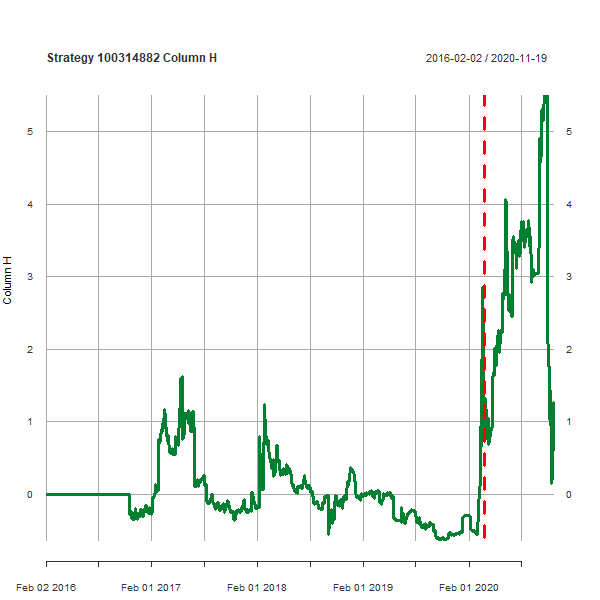 Strategy 100314882 Column H 2016-02-02 / 2020-11-19
5 5
4 4
3 3
2 2
1 1
0 0
Column H
Feb 02 2016 Feb 01 2017 Feb 01 2018 Feb 01 2019 Feb 01 2020